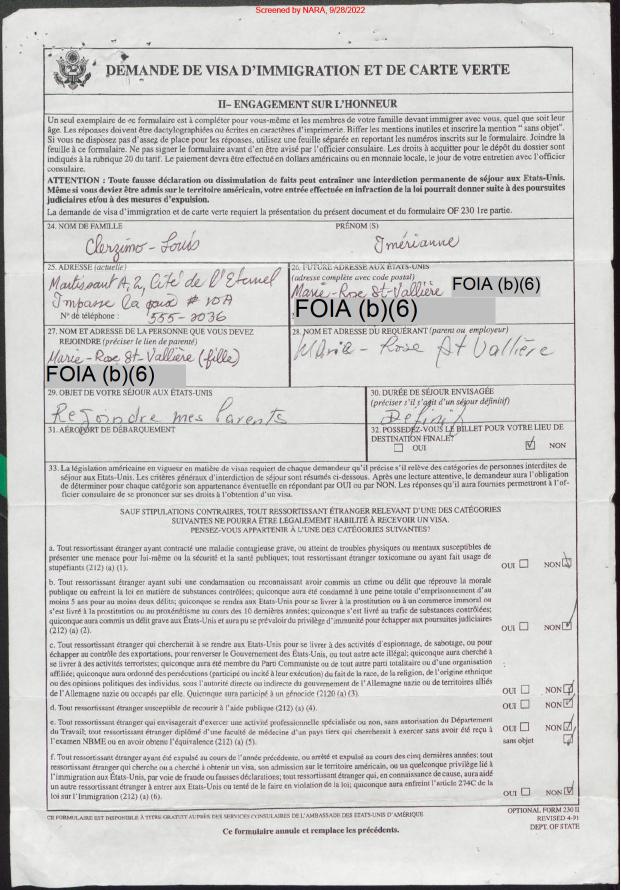 Screened by NARA, 9/28/2022
DEMANDE DE VISA D'IMMIGRATION ET DE CARTE VERTE
II– ENGAGEMENT SUR L'HONNEUR
Un seul exemplaire de ce formulaire est à compléter pour vous-même et les membres de votre famille devant immigrer avec vous, quel que soit leur
âge. Les réponses doivent être dactylographiées ou écrites en caractères d'imprimerie. Biffer les mentions inutiles et inscrire la mention " sans objet".
Si vous ne disposez pas d'assez de place pour les réponses, utilisez une feuille séparée en reportant les numéros inscrits sur le formulaire. Joindre la
feuille à ce formulaire. Ne pas signer le formulaire avant d'en être avisé par l'officier consulaire. Les droits à acquitter pour le dépôt du dossier sont
indiqués à la rubrique 20 du tarif. Le paiement devra être effectué en dollars américains ou en monnaie locale, le jour de votre entretien avec l'officier
consulaire.
ATTENTION : Toute fausse déclaration ou dissimulation de faits peut entraîner une interdiction permanente de séjour aux Etats-Unis.
Même si vous deviez être admis sur le territoire américain, votre entrée effectuée en infraction de la loi pourrait donner suite à des poursuites
judiciaires et/ou à des mesures d'expulsion.
La demande de visa d'immigration et de carte verte requiert la présentation du présent document et du formulaire OF 230 1re partie.
24. NOM DE FAMILLE PRÉNOM (S)
Clerzimo - Louis Imérianne
25. ADRESSE (actuelle)
Martissant A, 2, Cité de l'Eternel
Impasse la paix # 10A
N° de téléphone : 555-2036
26. FUTURE ADRESSE AUX ÉTATS-UNIS
(adresse complète avec code postal)
Marie-Rose St-Vallière FOIA (b)(6)
FOIA (b)(6)
27. NOM ET ADRESSE DE LA PERSONNE QUE VOUS DEVEZ
REJOINDRE (préciser le lien de parenté)
Marie-Rose St-Vallière (fille)
FOIA (b)(6)
28. NOM ET ADRESSE DU REQUÉRANT (parent ou employeur)
Marie - Rose St Vallière
29. OBJET DE VOTRE SÉJOUR AUX ÉTATS-UNIS
Rejoindre mes Parents
30. DURÉE DE SÉJOUR ENVISAGÉE
(préciser s'il s'agit d'un séjour définitif)
Définitif
31. AÉROPORT DE DÉBARQUEMENT
32. POSSEDEZ-VOUS LE BILLET POUR VOTRE LIEU DE
DESTINATION FINALE?
OUI NON
33. La législation américaine en vigueur en matière de visas requiert de chaque demandeur qu'il précise s'il relève des catégories de personnes interdites de
séjour aux Etats-Unis. Les critères généraux d'interdiction de séjour sont résumés ci-dessous. Après une lecture attentive, le demandeur aura l'obligation
de déterminer pour chaque catégorie son appartenance éventuelle en répondant par OUI ou par NON. Les réponses qu'il aura fournies permettront à l'of-
ficier consulaire de se prononcer sur ses droits à l'obtention d'un visa.
SAUF STIPULATIONS CONTRAIRES, TOUT RESSORTISSANT ÉTRANGER RELEVANT D'UNE DES CATÉGORIES
SUIVANTES NE POURRA ÊTRE LÉGALEMEMT HABILITÉ À RECEVOIR UN VISA.
PENSEZ-VOUS APPARTENIR À L'UNE DES CATÉGORIES SUIVANTES?
a. Tout ressortissant étranger ayant contracté une maladie contagieuse grave, ou atteint de troubles physiques ou mentaux susceptibles de
présenter une menace pour lui-même ou la sécurité et la santé publiques; tout ressortissant étranger toxicomane ou ayant fait usage de
stupéfiants (212) (a) (1). OUI NON
b. Tout ressortissant étranger ayant subi une condamnation ou reconnaissant avoir commis un crime ou délit que réprouve la morale
publique ou enfreint la loi en matière de substances contrôlées; quiconque aura été condamné à une peine totale d'emprisonnement d'au
moins 5 ans pour au moins deux délits; quiconque se rendra aux Etats-Unis pour se livrer à la prostitution ou à un commerce immoral ou
s'est livré à la prostitution ou au proxénétisme au cours des 10 dernières années; quiconque s'est livré au trafic de substances contrôlées;
quiconque aura commis un délit grave aux États-Unis et aura pu se prévaloir du privilège d'immunité pour échapper aux poursuites judiciaires
(212) (a) (2). OUI NON
c. Tout ressortissant étranger qui chercherait à se rendre aux Etats-Unis pour se livrer à des activités d'espionnage, de sabotage, ou pour
échapper au contrôle des exportations, pour renverser le Gouvernement des États-Unis, ou tout autre acte illégal; quiconque aura cherché à
se livrer à des activités terroristes; quiconque aura été membre du Parti Communiste ou de tout autre parti totalitaire ou d'une organisation
affiliée; quiconque aura ordonné des persécutions (participé ou incité à leur exécution) du fait de la race, de la religion, de l'origine ethnique
ou des opinions politiques des individus, sous l'autorité directe ou indirecte du gouvernement de l'Allemagne nazie ou de territoires alliés
de l'Allemagne nazie ou occupés par elle. Quiconque aura participé à un génocide (2120 (a) (3). OUI NON
d. Tout ressortissant étranger susceptible de recourir à l'aide publique (212) (a) (4). OUI NON
e. Tout ressortissant étranger qui envisagerait d'exercer une activité professionnelle spécialisée ou non, sans autorisation du Département
du Travail; tout ressortissant étranger diplômé d'une faculté de médecine d'un pays tiers qui chercherait à exercer sans avoir été reçu à
l'examen NBME ou en avoir obtenu l'équivalence (212) (a) (5). OUI NON
sans objet
f. Tout ressortissant étranger ayant été expulsé au cours de l'année précédente, ou arrêté et expulsé au cours des cinq dernières années; tout
ressortissant étranger qui cherche ou a cherché à obtenir un visa, son admission sur le territoire américain, ou un quelconque privilège lié à
l'immigration aux États-Unis, par voie de fraude ou fausses déclarations; tout ressortissant étranger qui, en connaissance de cause, aura aidé
un autre ressortissant étranger à entrer aux Etats-Unis ou tenté de le faire en violation de la loi; quiconque aura enfreint l'article 274C de la
loi sur l'Immigration (212) (a) (6). OUI NON
CE FORMULAIRE EST DISPONIBLE À TITRE GRATUIT AUPRÈS DES SERVICES CONSULAIRES DE L'AMBASSADE DES ETATS-UNIS D'AMÉRIQUE
OPTIONAL FORM 230 II
REVISED 4-91
DEPT. OF STATE
Ce formulaire annule et remplace les précédents.